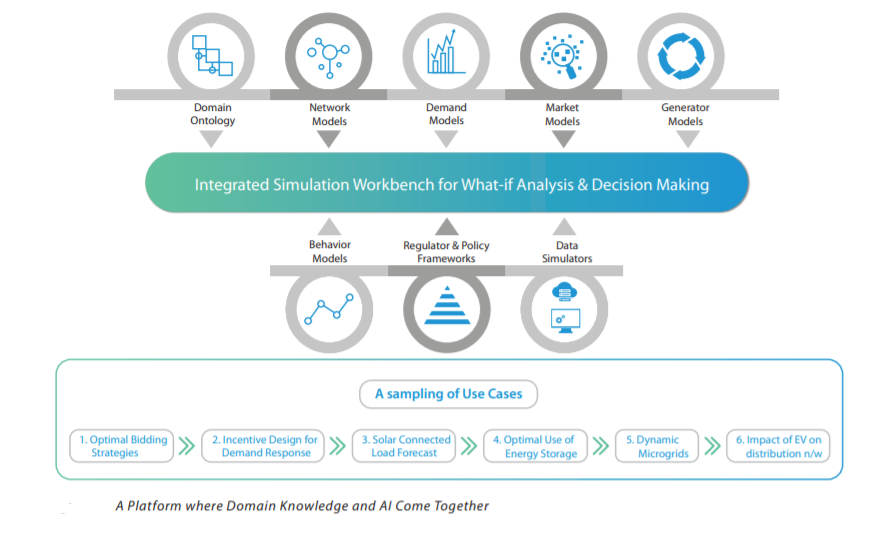 Domain
Ontology
Network
Models
Demand
Models
Market
Models
Generator
Models
Integrated Simulation Workbench for What-if Analysis & Decision Making
Behavior
Models
Regulator & Policy
Frameworks
Data
Simulators
A sampling of Use Cases
1. Optimal Bidding
Strategies
2. Incentive Design for
Demand Response
3. Solar Connected
Load Forecast
4. Optimal Use of
Energy Storage
5. Dynamic
Microgrids
6. Impact of EV on
distribution n/w
A Platform where Domain Knowledge and AI Come Together